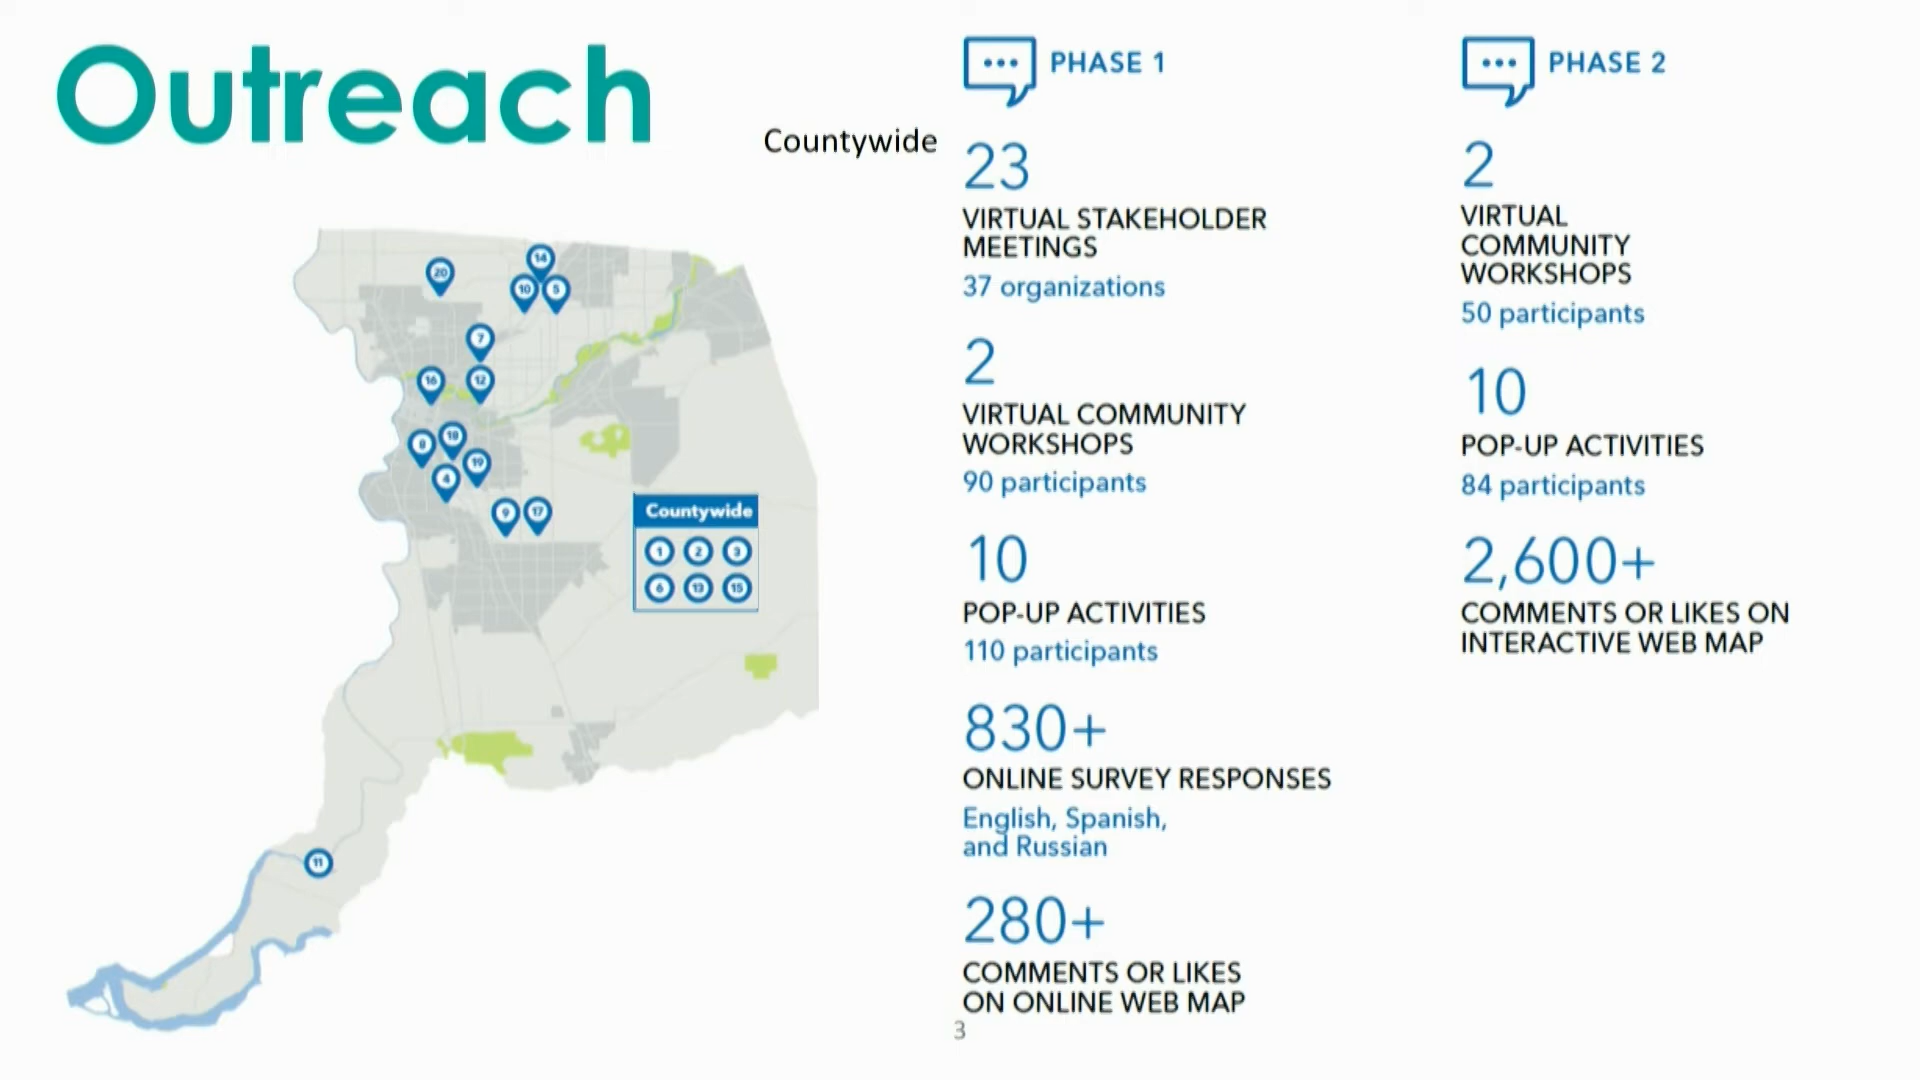 Outreach
Countywide
20
14
10
5
7
16
12
8
18
19
4
9
17
Countywide
1 2 3
6 13 15
11
PHASE 1
23
VIRTUAL STAKEHOLDER
MEETINGS
37 organizations
2
VIRTUAL COMMUNITY
WORKSHOPS
90 participants
10
POP-UP ACTIVITIES
110 participants
830+
ONLINE SURVEY RESPONSES
English, Spanish,
and Russian
280+
COMMENTS OR LIKES
ON ONLINE WEB MAP
PHASE 2
2
VIRTUAL
COMMUNITY
WORKSHOPS
50 participants
10
POP-UP ACTIVITIES
84 participants
2,600+
COMMENTS OR LIKES ON
INTERACTIVE WEB MAP
3